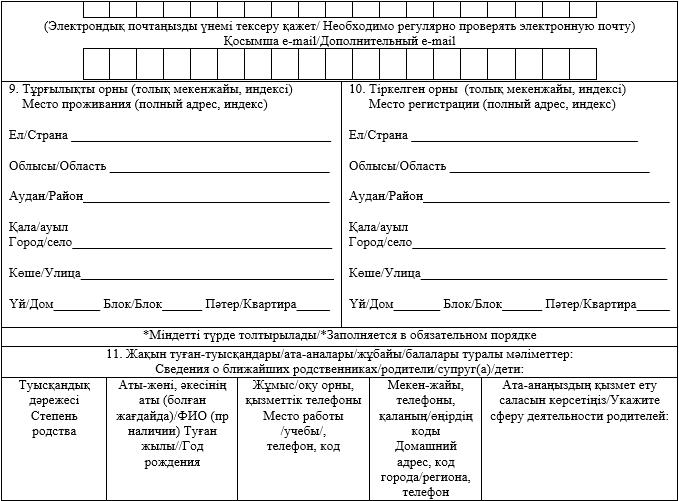 (Электрондық почтаңызды үнемі тексеру қажет/ Необходимо регулярно проверять электронную почту)
Қосымша e-mail/Дополнительный e-mail
9. Тұрғылықты орны (толық мекенжайы, индексі)
Место проживания (полный адрес, индекс)
Ел/Страна
Облысы/Область
Аудан/Район
Қала/ауыл
Город/село
Көше/Улица
Үй/Дом Блок/Блок Пәтер/Квартира
10. Тіркелген орны (толық мекенжайы, индексі)
Место регистрации (полный адрес, индекс)
Ел/Страна
Облысы/Область
Аудан/Район
Қала/ауыл
Город/село
Көше/Улица
Үй/Дом Блок/Блок Пәтер/Квартира
*Міндетті түрде толтырылады/*Заполняется в обязательном порядке
11. Жақын туған-туысқандары/ата-аналары/жұбайы/балалары туралы мәліметтер:
Сведения о ближайших родственниках/родители/супруг(а)/дети:
Туысқандық
дәрежесі
Степень
родства
Аты-жөні, әкесінің
аты (болған
жағдайда)/ФИО (пр
наличии) Туған
жылы//Год
рождения
Жұмыс/оқу орны,
қызметтік телефоны
Место работы
/учебы/,
телефон, код
Мекен-жайы,
телефоны,
қаланың/өңірдің
коды
Домашний
адрес, код
города/региона,
телефон
Ата-анаңыздың қызмет ету
саласын көрсетіңіз/Укажите
сферу деятельности родителей: